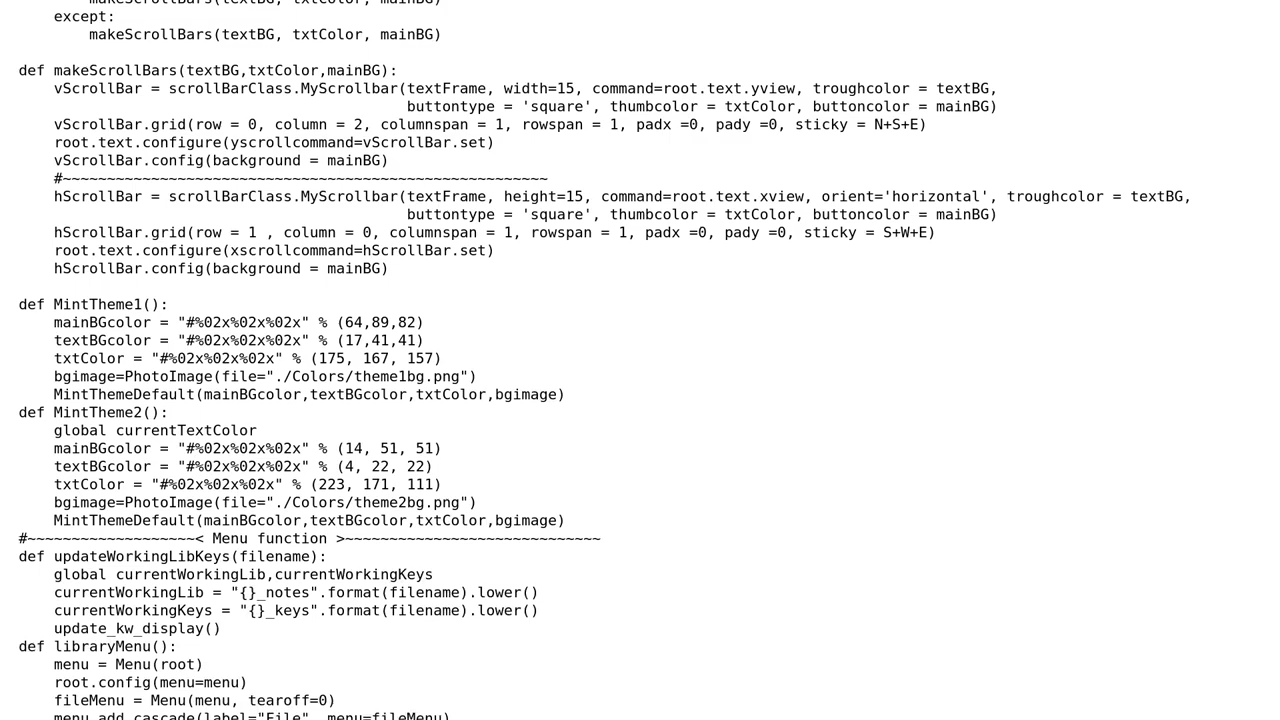 makeScrollBars(textBG, txtColor, mainBG)
    except:
        makeScrollBars(textBG, txtColor, mainBG)

def makeScrollBars(textBG,txtColor,mainBG):
    vScrollBar = scrollBarClass.MyScrollbar(textFrame, width=15, command=root.text.yview, troughcolor = textBG,
                                            buttontype = 'square', thumbcolor = txtColor, buttoncolor = mainBG)
    vScrollBar.grid(row = 0, column = 2, columnspan = 1, rowspan = 1, padx =0, pady =0, sticky = N+S+E)
    root.text.configure(yscrollcommand=vScrollBar.set)
    vScrollBar.config(background = mainBG)
    #~~~~~~~~~~~~~~~~~~~~~~~~~~~~~~~~~~~~~~~~~~~~~~~~~~~~~~~
    hScrollBar = scrollBarClass.MyScrollbar(textFrame, height=15, command=root.text.xview, orient='horizontal', troughcolor = textBG,
                                            buttontype = 'square', thumbcolor = txtColor, buttoncolor = mainBG)
    hScrollBar.grid(row = 1 , column = 0, columnspan = 1, rowspan = 1, padx =0, pady =0, sticky = S+W+E)
    root.text.configure(xscrollcommand=hScrollBar.set)
    hScrollBar.config(background = mainBG)

def MintTheme1():
    mainBGcolor = "#%02x%02x%02x" % (64,89,82)
    textBGcolor = "#%02x%02x%02x" % (17,41,41)
    txtColor = "#%02x%02x%02x" % (175, 167, 157)
    bgimage=PhotoImage(file="./Colors/theme1bg.png")
    MintThemeDefault(mainBGcolor,textBGcolor,txtColor,bgimage)
def MintTheme2():
    global currentTextColor
    mainBGcolor = "#%02x%02x%02x" % (14, 51, 51)
    textBGcolor = "#%02x%02x%02x" % (4, 22, 22)
    txtColor = "#%02x%02x%02x" % (223, 171, 111)
    bgimage=PhotoImage(file="./Colors/theme2bg.png")
    MintThemeDefault(mainBGcolor,textBGcolor,txtColor,bgimage)
#~~~~~~~~~~~~~~~~~~~< Menu function >~~~~~~~~~~~~~~~~~~~~~~~~~~~~~
def updateWorkingLibKeys(filename):
    global currentWorkingLib,currentWorkingKeys
    currentWorkingLib = "{}_notes".format(filename).lower()
    currentWorkingKeys = "{}_keys".format(filename).lower()
    update_kw_display()
def libraryMenu():
    menu = Menu(root)
    root.config(menu=menu)
    fileMenu = Menu(menu, tearoff=0)
    menu.add_cascade(label="File", menu=fileMenu)